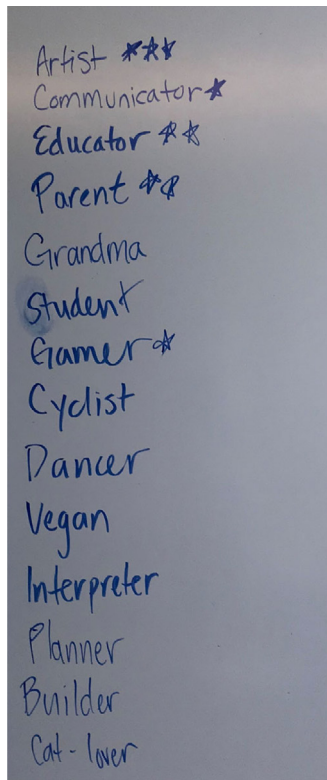 Artist ☆☆☆
Communicator ☆
Educator ☆☆
Parent ☆☆
Grandma
Student
Gamer ☆
Cyclist
Dancer
Vegan
Interpreter
Planner
Builder
Cat-lover